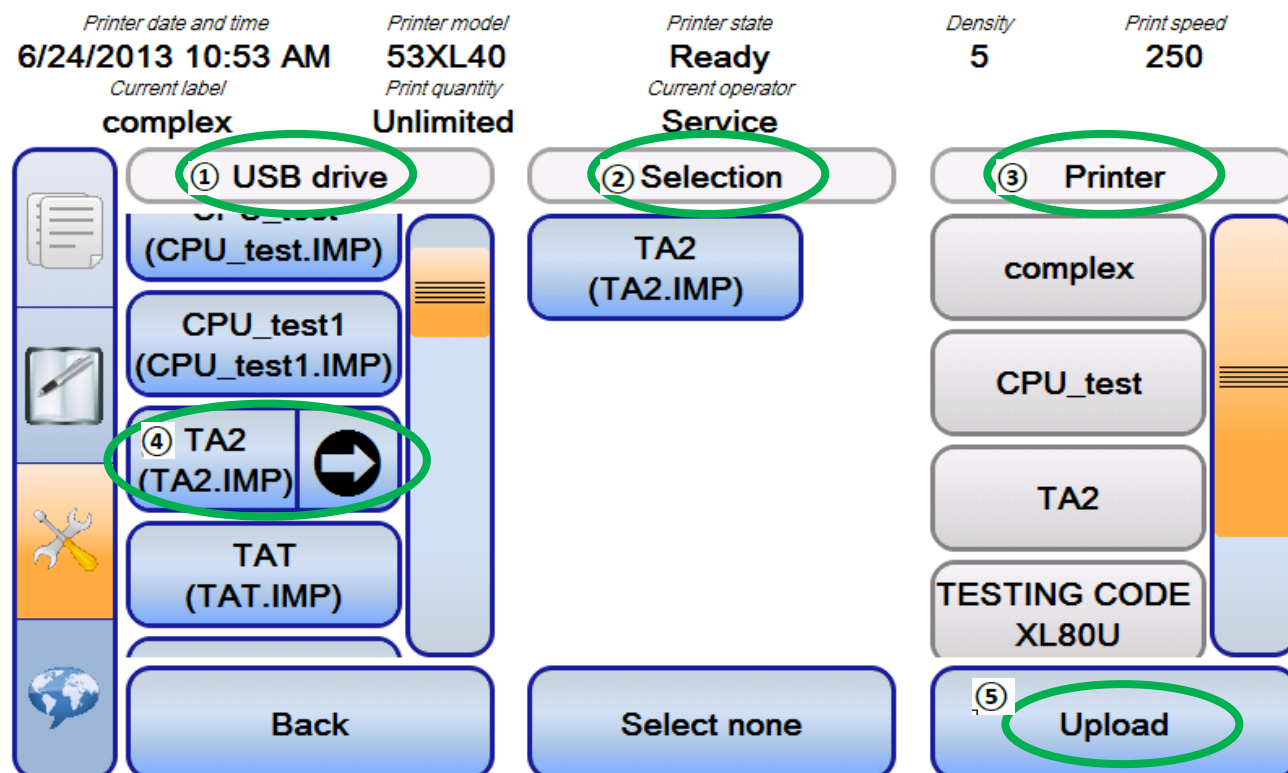 Printer date and time
Printer model
Printer state
Density
Print speed
6/24/2013 10:53 AM
53XL40
Ready
5
250
Current label
Print quantity
Current operator
complex
Unlimited
Service
① USB drive
② Selection
③ Printer
CPU_test
(CPU_test.IMP)
CPU_test1
(CPU_test1.IMP)
④ TA2
(TA2.IMP)
TAT
(TAT.IMP)
TA2
(TA2.IMP)
complex
CPU_test
TA2
TESTING CODE
XL80U
Back
Select none
⑤ Upload